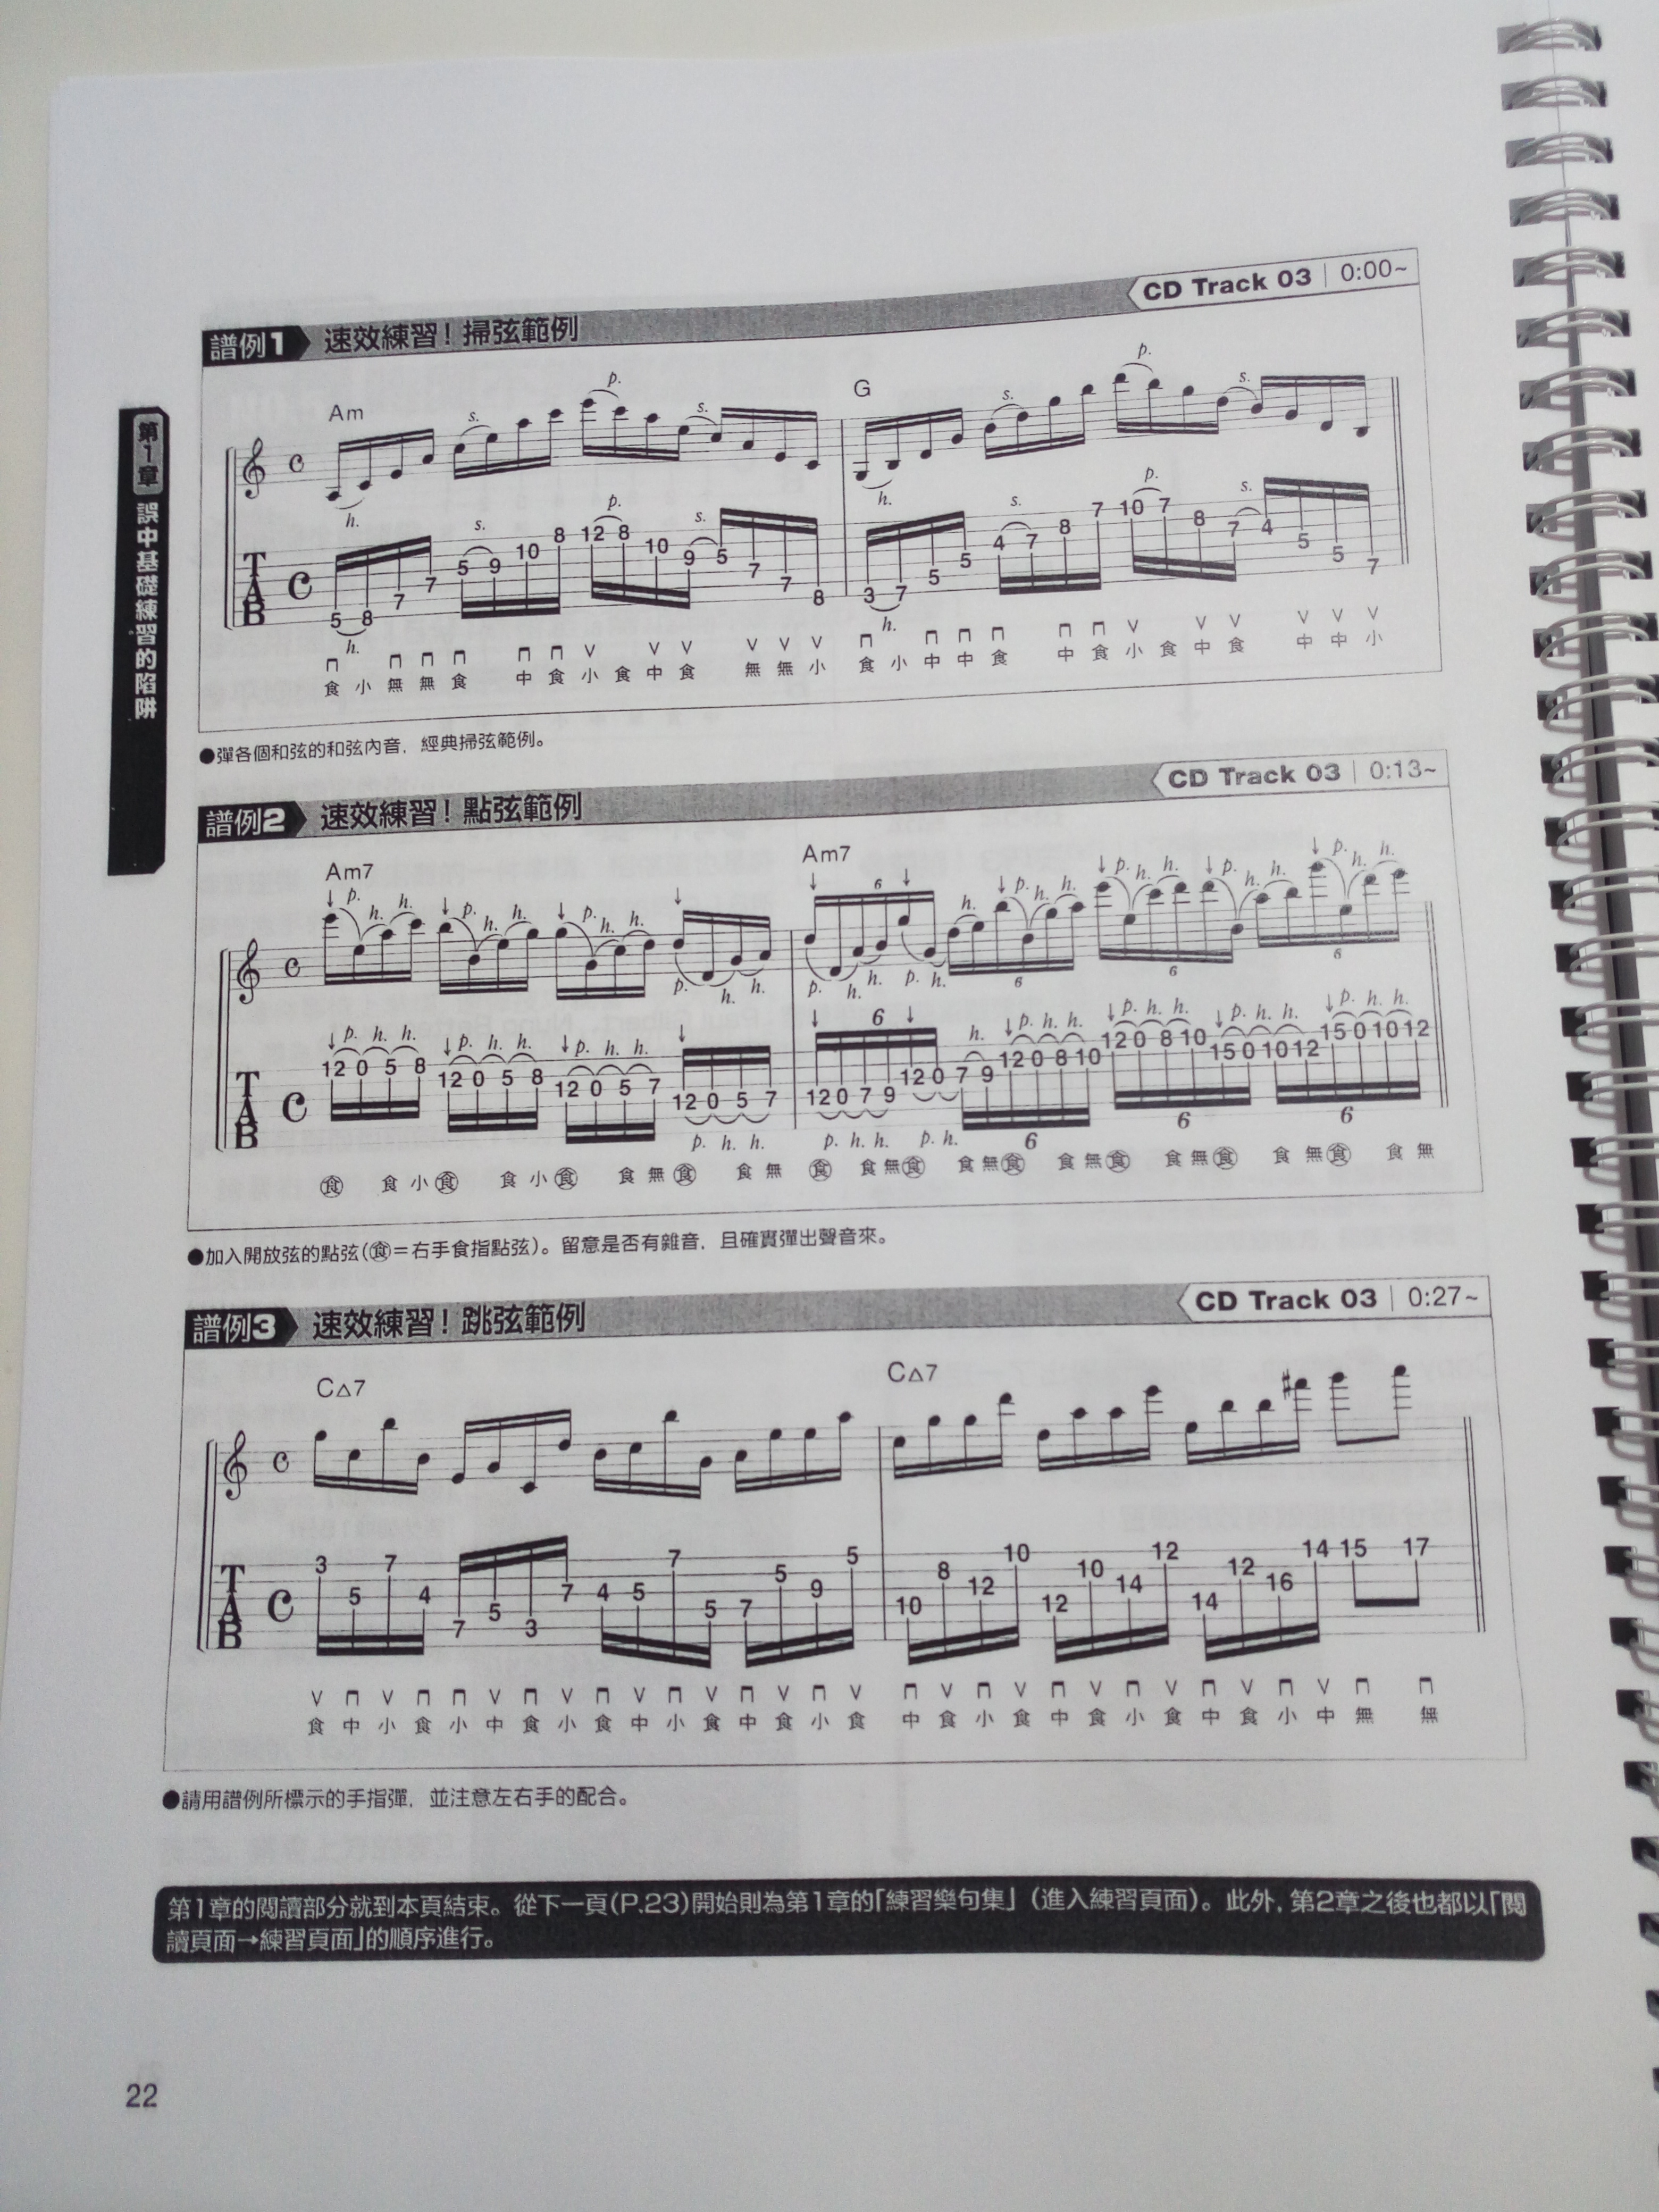 第1章 誤中基礎練習的陷阱
譜例1 速效練習！掃弦範例 CD Track 03 | 0:00~
Am G
s. p. s. s. p. s.
h. h.
s. p. s. s. p. s.
T A B
5 8 7 7 5 9 10 8 12 8 10 9 5 7 7 8 3 7 5 5 4 7 8 7 10 7 8 7 4 5 5 7
h. h.
食 小 無 無 食 中 食 小 食 中 食 無 無 小 食 小 中 中 食 中 食 小 食 中 食 中 中 小
●彈各個和弦的和弦內音，經典掃弦範例。
譜例2 速效練習！點弦範例 CD Track 03 | 0:13~
Am7 Am7
p. h. h. p. h. h. p. h. h. p. h. h. p. h. h. p. h. h. p. h. h. p. h. h. p. h. h. p. h. h.
6 6 6 6
T A B
12 0 5 8 12 0 5 8 12 0 5 7 12 0 5 7 12 0 7 9 12 0 7 9 12 0 8 10 12 0 8 10 15 0 10 12 15 0 10 12
6 6 6 6
p. h. h. p. h. h. p. h.
食 食 小 食 食 小 食 食 無 食 食 無 食 食 無 食 食 無 食 食 無 食 食 無 食 食 無 食 食 無
●加入開放弦的點弦(食=右手食指點弦)。留意是否有雜音，且確實彈出聲音來。
譜例3 速效練習！跳弦範例 CD Track 03 | 0:27~
C△7 C△7
T A B
3 5 7 4 7 5 3 7 4 5 7 5 7 5 9 5 10 8 12 10 12 10 14 12 14 12 16 14 15 17
食 中 小 食 小 中 食 小 食 中 小 食 中 食 小 食 中 食 小 食 中 食 小 食 中 食 小 中 無 無
●請用譜例所標示的手指彈，並注意左右手的配合。
第1章的閱讀部分就到本頁結束。從下一頁(P.23)開始則為第1章的「練習樂句集」(進入練習頁面)。此外，第2章之後也都以「閱
讀頁面→練習頁面」的順序進行。
22